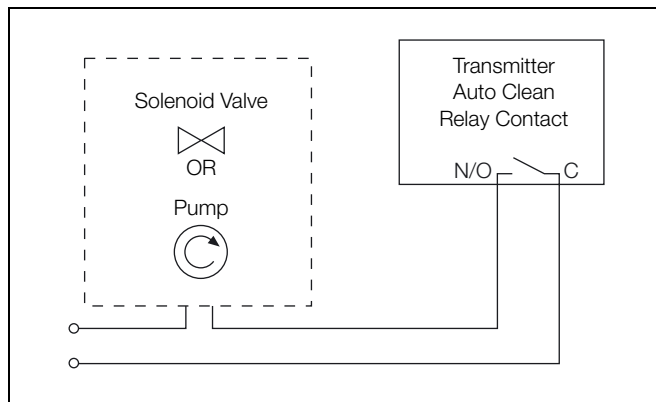 Solenoid Valve
OR
Pump
Transmitter
Auto Clean
Relay Contact
N/O C